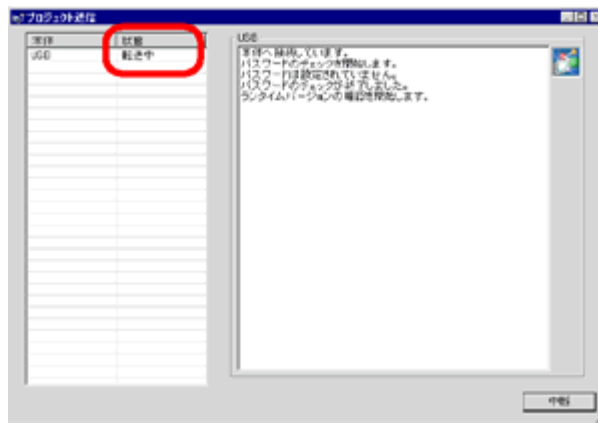 プロジェクト送信
本体 状態
USB 転送中
USB
本体へ接続しています。
パスワードのチェックを開始します。
パスワードは設定されていません。
パスワードのチェックが終了しました。
ランタイムバージョンの確認を開始します。
中断